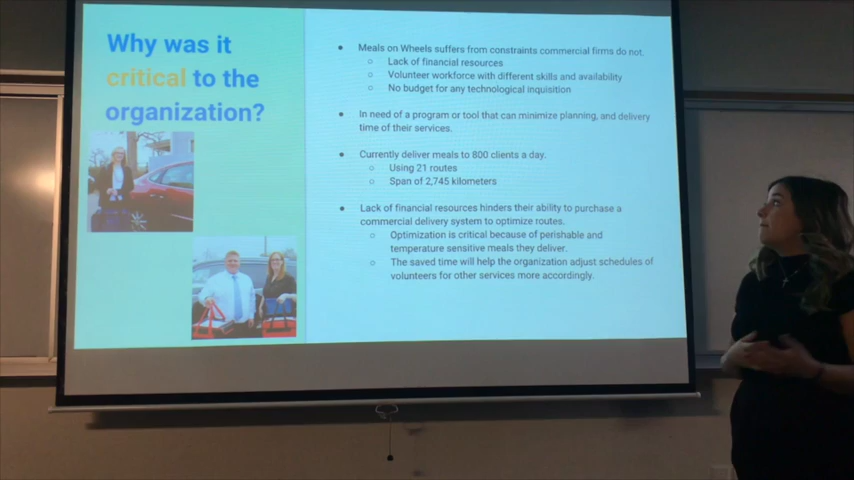 Why was it
critical to the
organization?
● Meals on Wheels suffers from constraints commercial firms do not.
○ Lack of financial resources
○ Volunteer workforce with different skills and availability
○ No budget for any technological inquisition
● In need of a program or tool that can minimize planning, and delivery
time of their services.
● Currently deliver meals to 800 clients a day.
○ Using 21 routes
○ Span of 2,745 kilometers
● Lack of financial resources hinders their ability to purchase a
commercial delivery system to optimize routes.
○ Optimization is critical because of perishable and
temperature sensitive meals they deliver.
○ The saved time will help the organization adjust schedules of
volunteers for other services more accordingly.